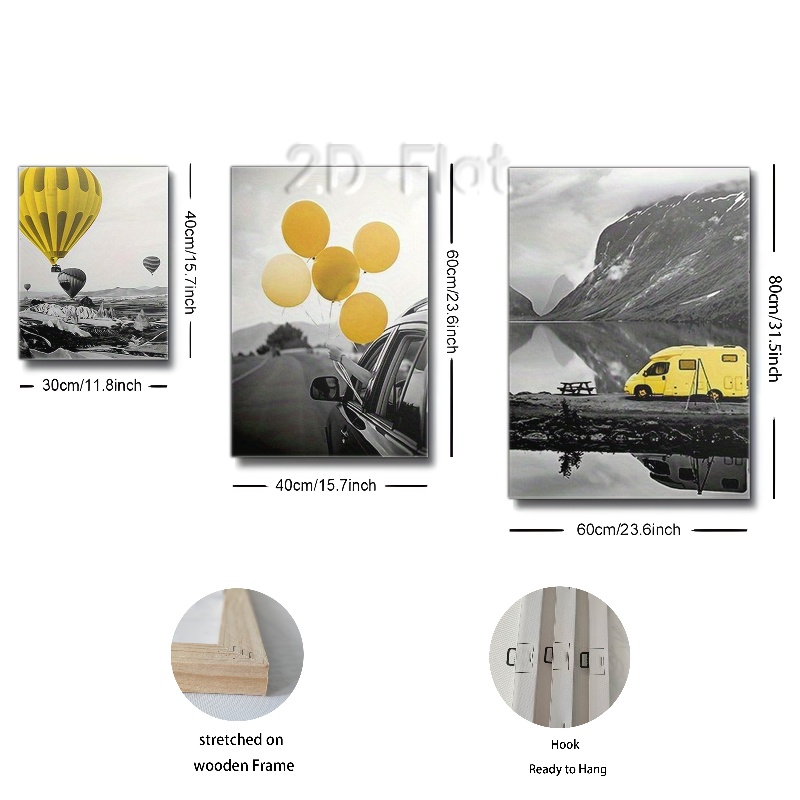 2D Flat
40cm/15.7inch
30cm/11.8inch
60cm/23.6inch
40cm/15.7inch
80cm/31.5inch
60cm/23.6inch
stretched on
wooden Frame
Hook
Ready to Hang